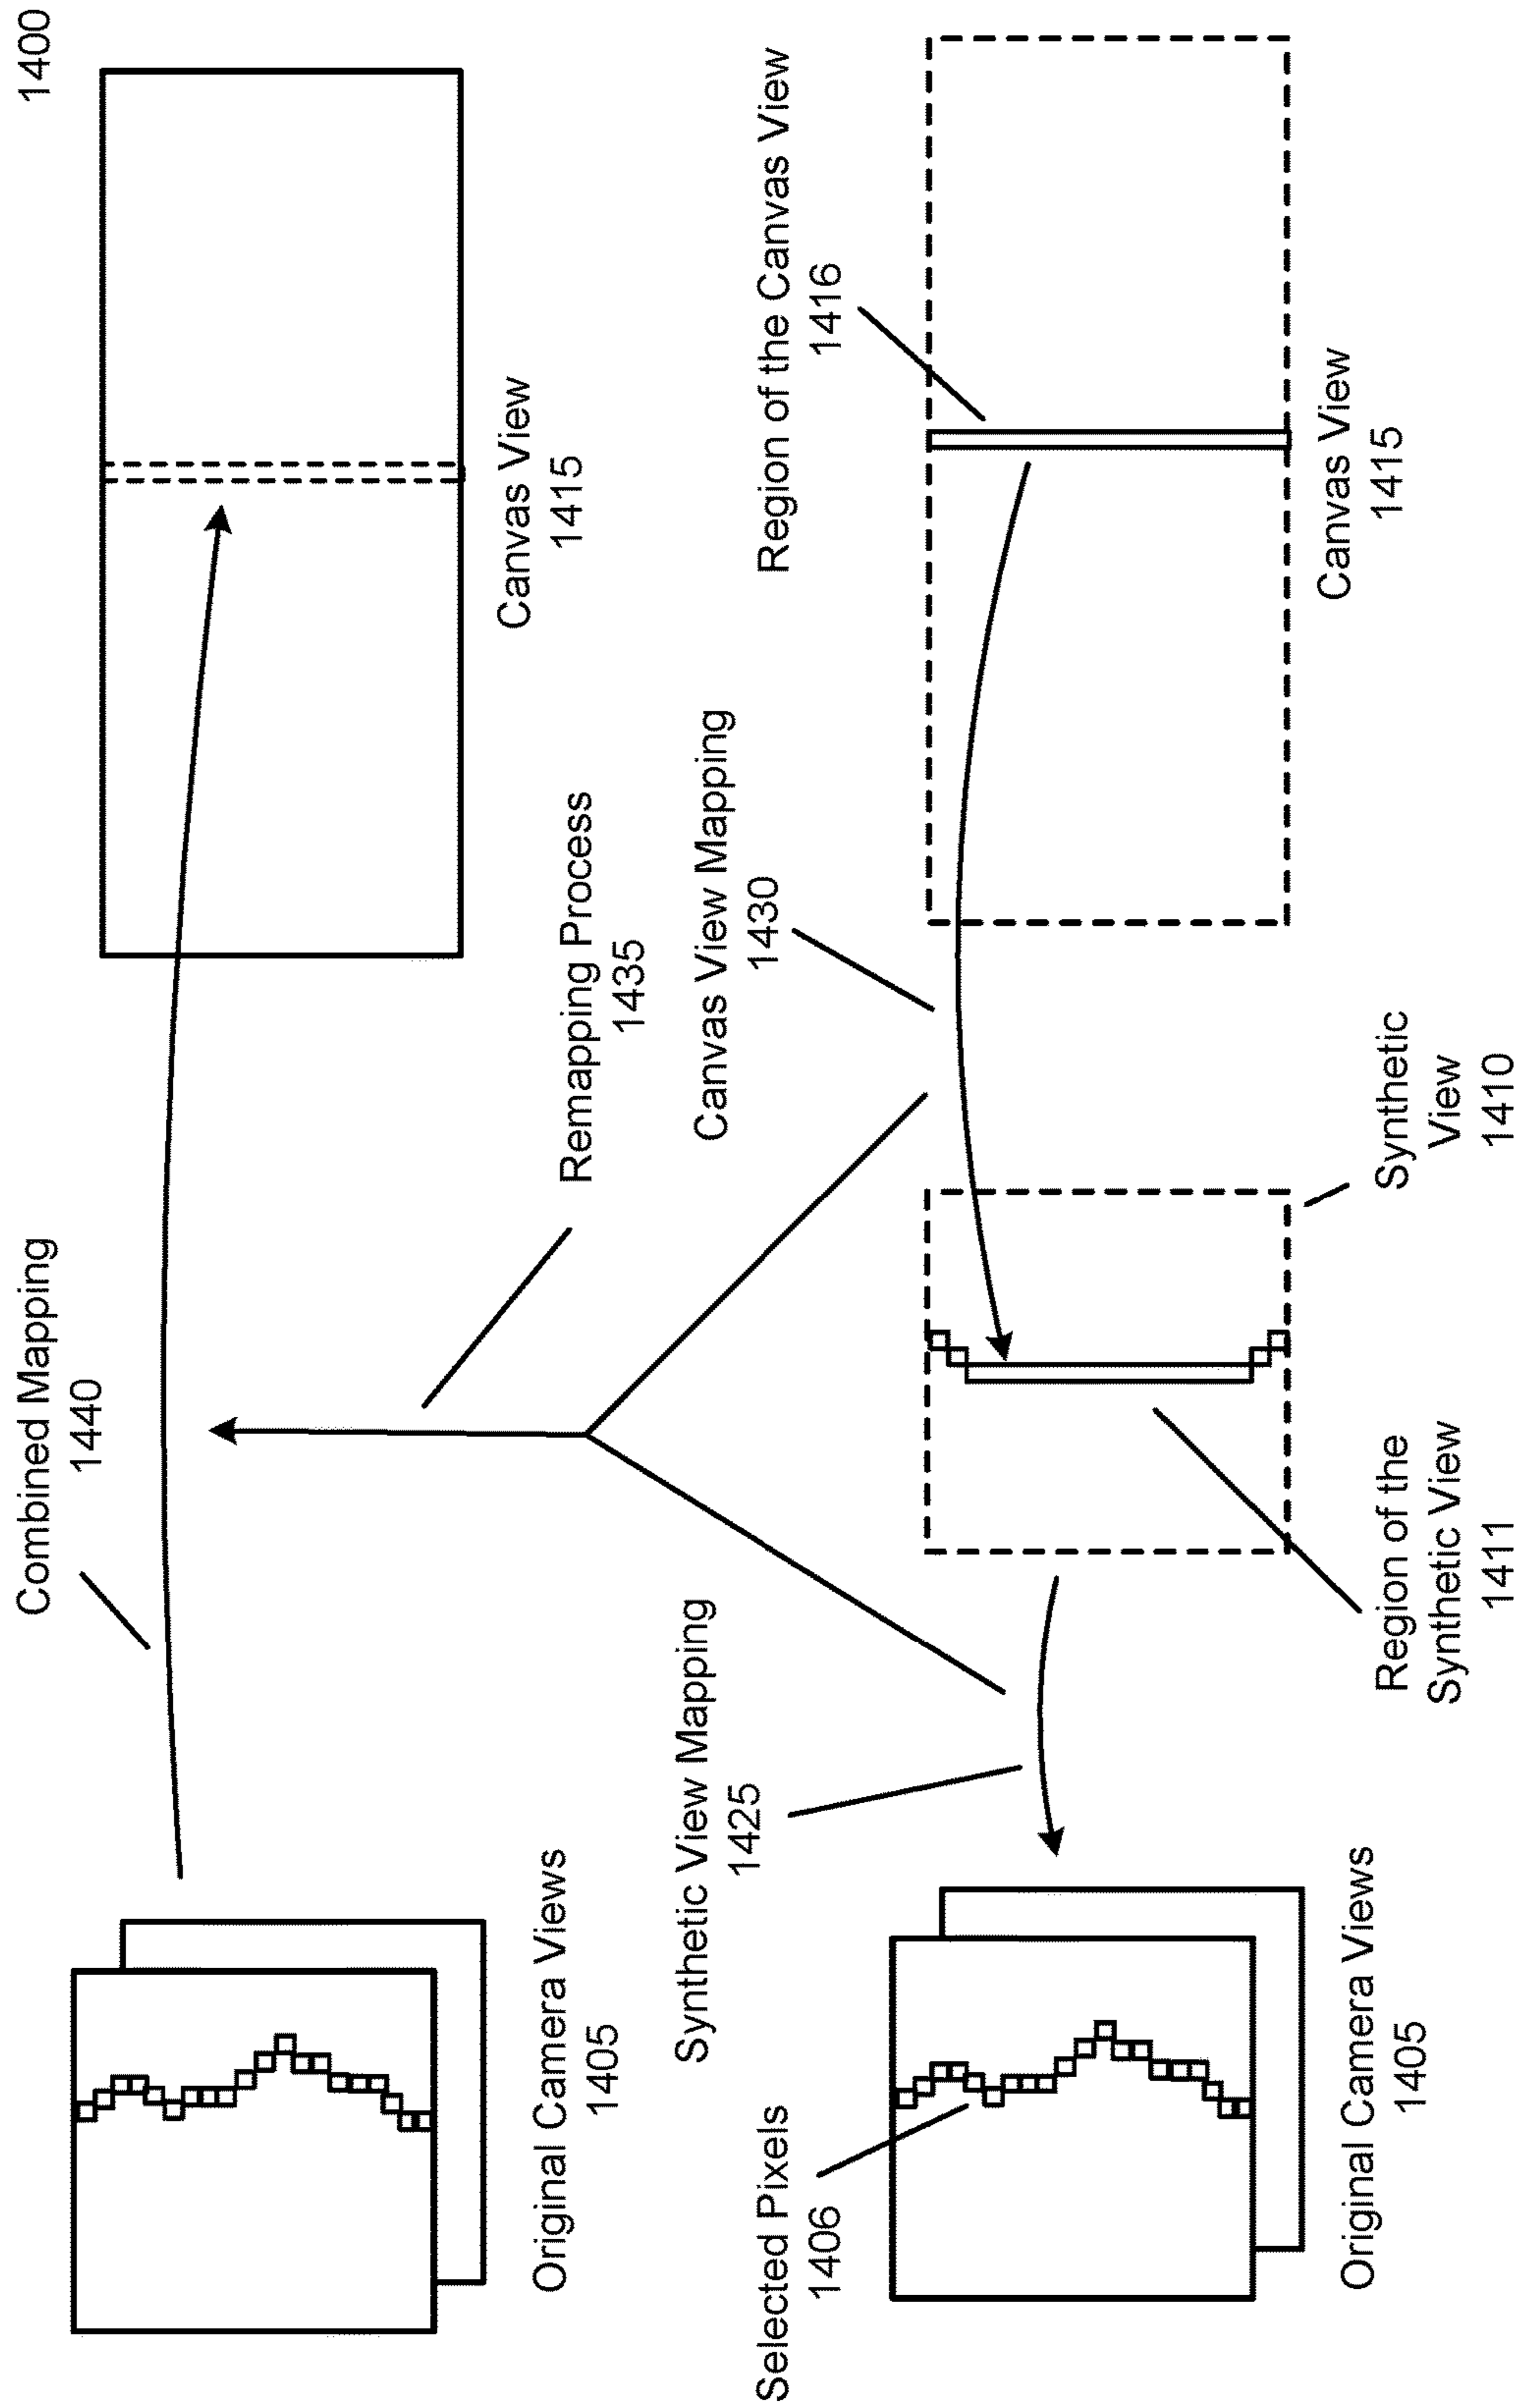 1400
Combined Mapping
1440
Original Camera Views
1405
Canvas View
1415
Remapping Process
1435
Synthetic View Mapping
1425
Canvas View Mapping
1430
Region of the Canvas View
1416
Selected Pixels
1406
Original Camera Views
1405
Region of the
Synthetic View
1411
Synthetic
View
1410
Canvas View
1415